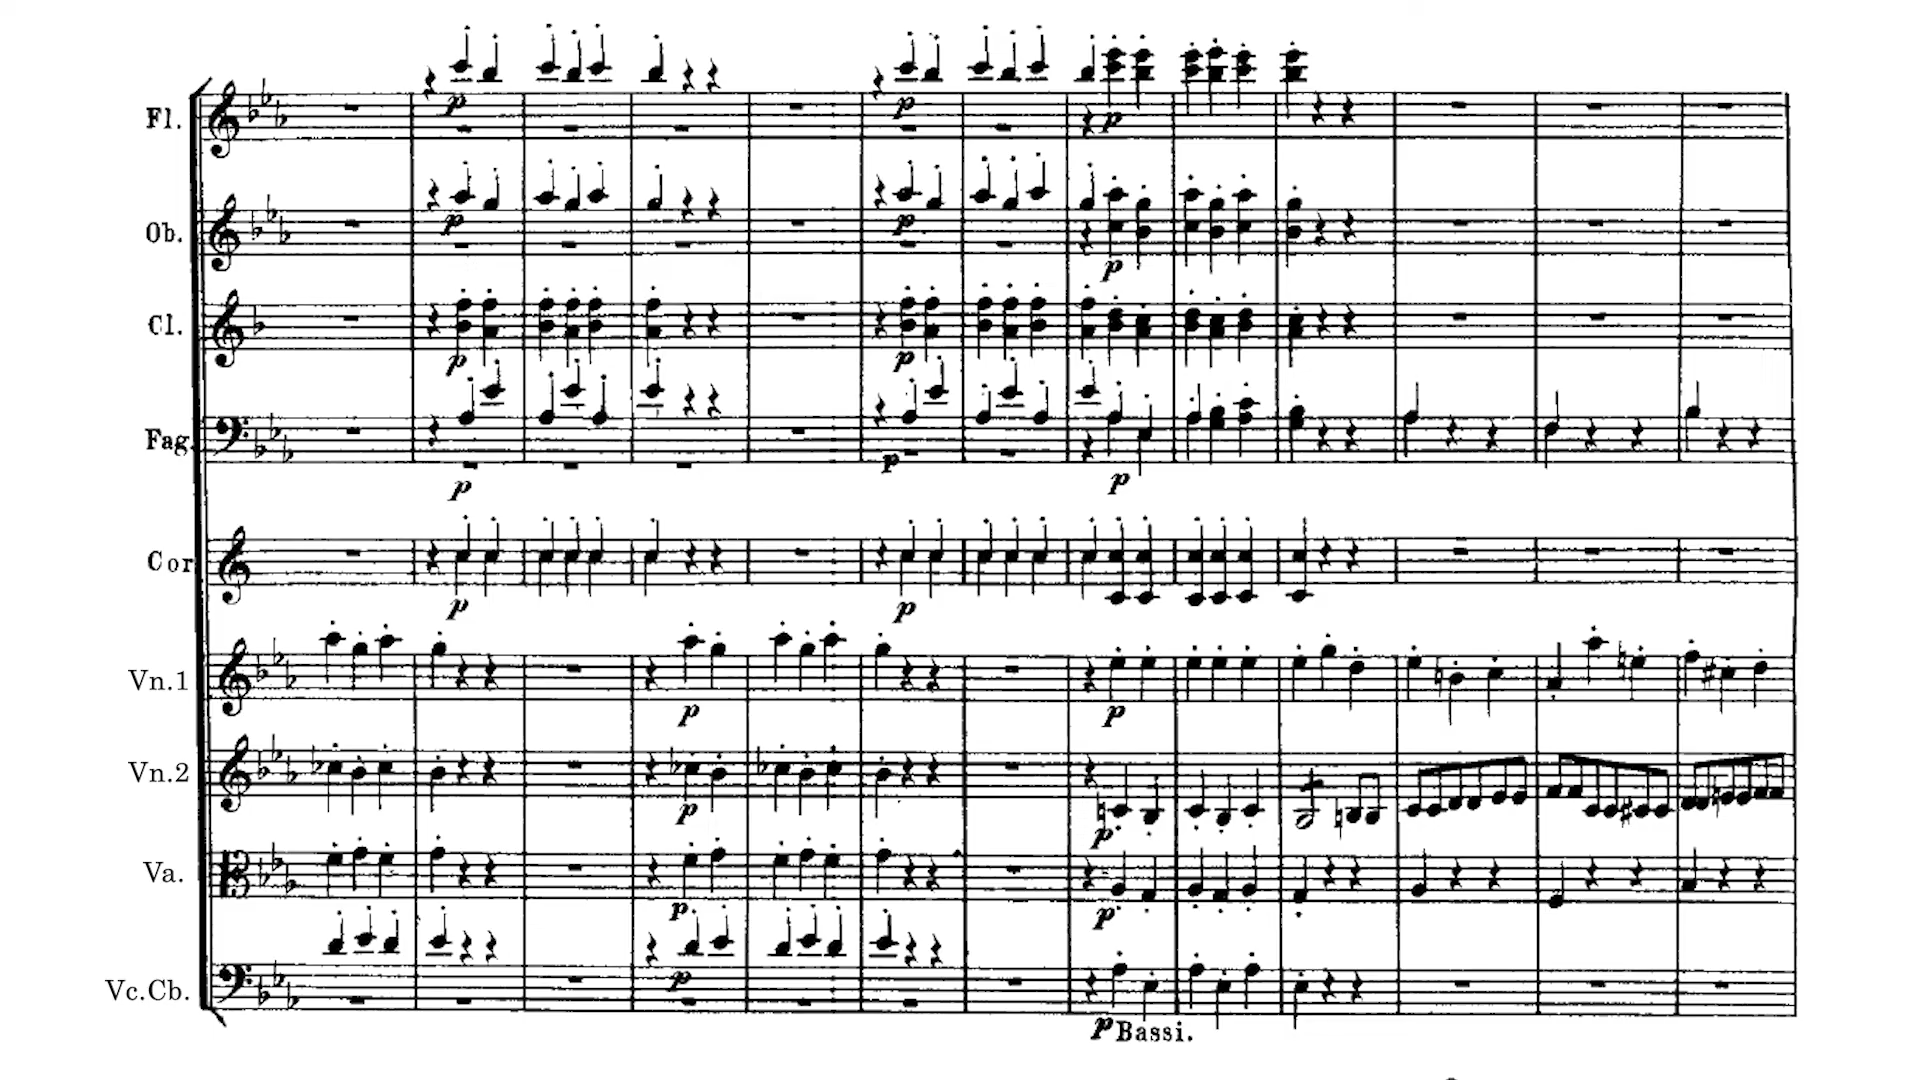 p p p
Fl. p
p p
Ob. p
p p
Cl.
p p
Fag. p p
Cor p p
Vn.1 p p
Vn.2 p p
Va. p p
Vc.Cb. p
p Bassi.